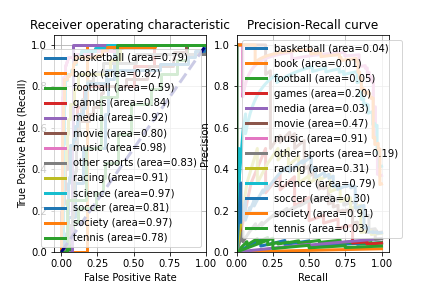 Receiver operating characteristic
1.0
0.8
0.6
0.4
0.2
0.0
True Positive Rate (Recall)
basketball (area=0.79)
book (area=0.82)
football (area=0.59)
games (area=0.84)
media (area=0.92)
movie (area=0.80)
music (area=0.98)
other sports (area=0.83)
racing (area=0.91)
science (area=0.97)
soccer (area=0.81)
society (area=0.97)
tennis (area=0.78)
0.00 0.25 0.50 0.75 1.00
False Positive Rate
Precision-Recall curve
1.0
0.8
0.6
0.4
0.2
0.0
Precision
basketball (area=0.04)
book (area=0.01)
football (area=0.05)
games (area=0.20)
media (area=0.03)
movie (area=0.47)
music (area=0.91)
other sports (area=0.19)
racing (area=0.31)
science (area=0.79)
soccer (area=0.30)
society (area=0.91)
tennis (area=0.03)
0.00 0.25 0.50 0.75 1.00
Recall